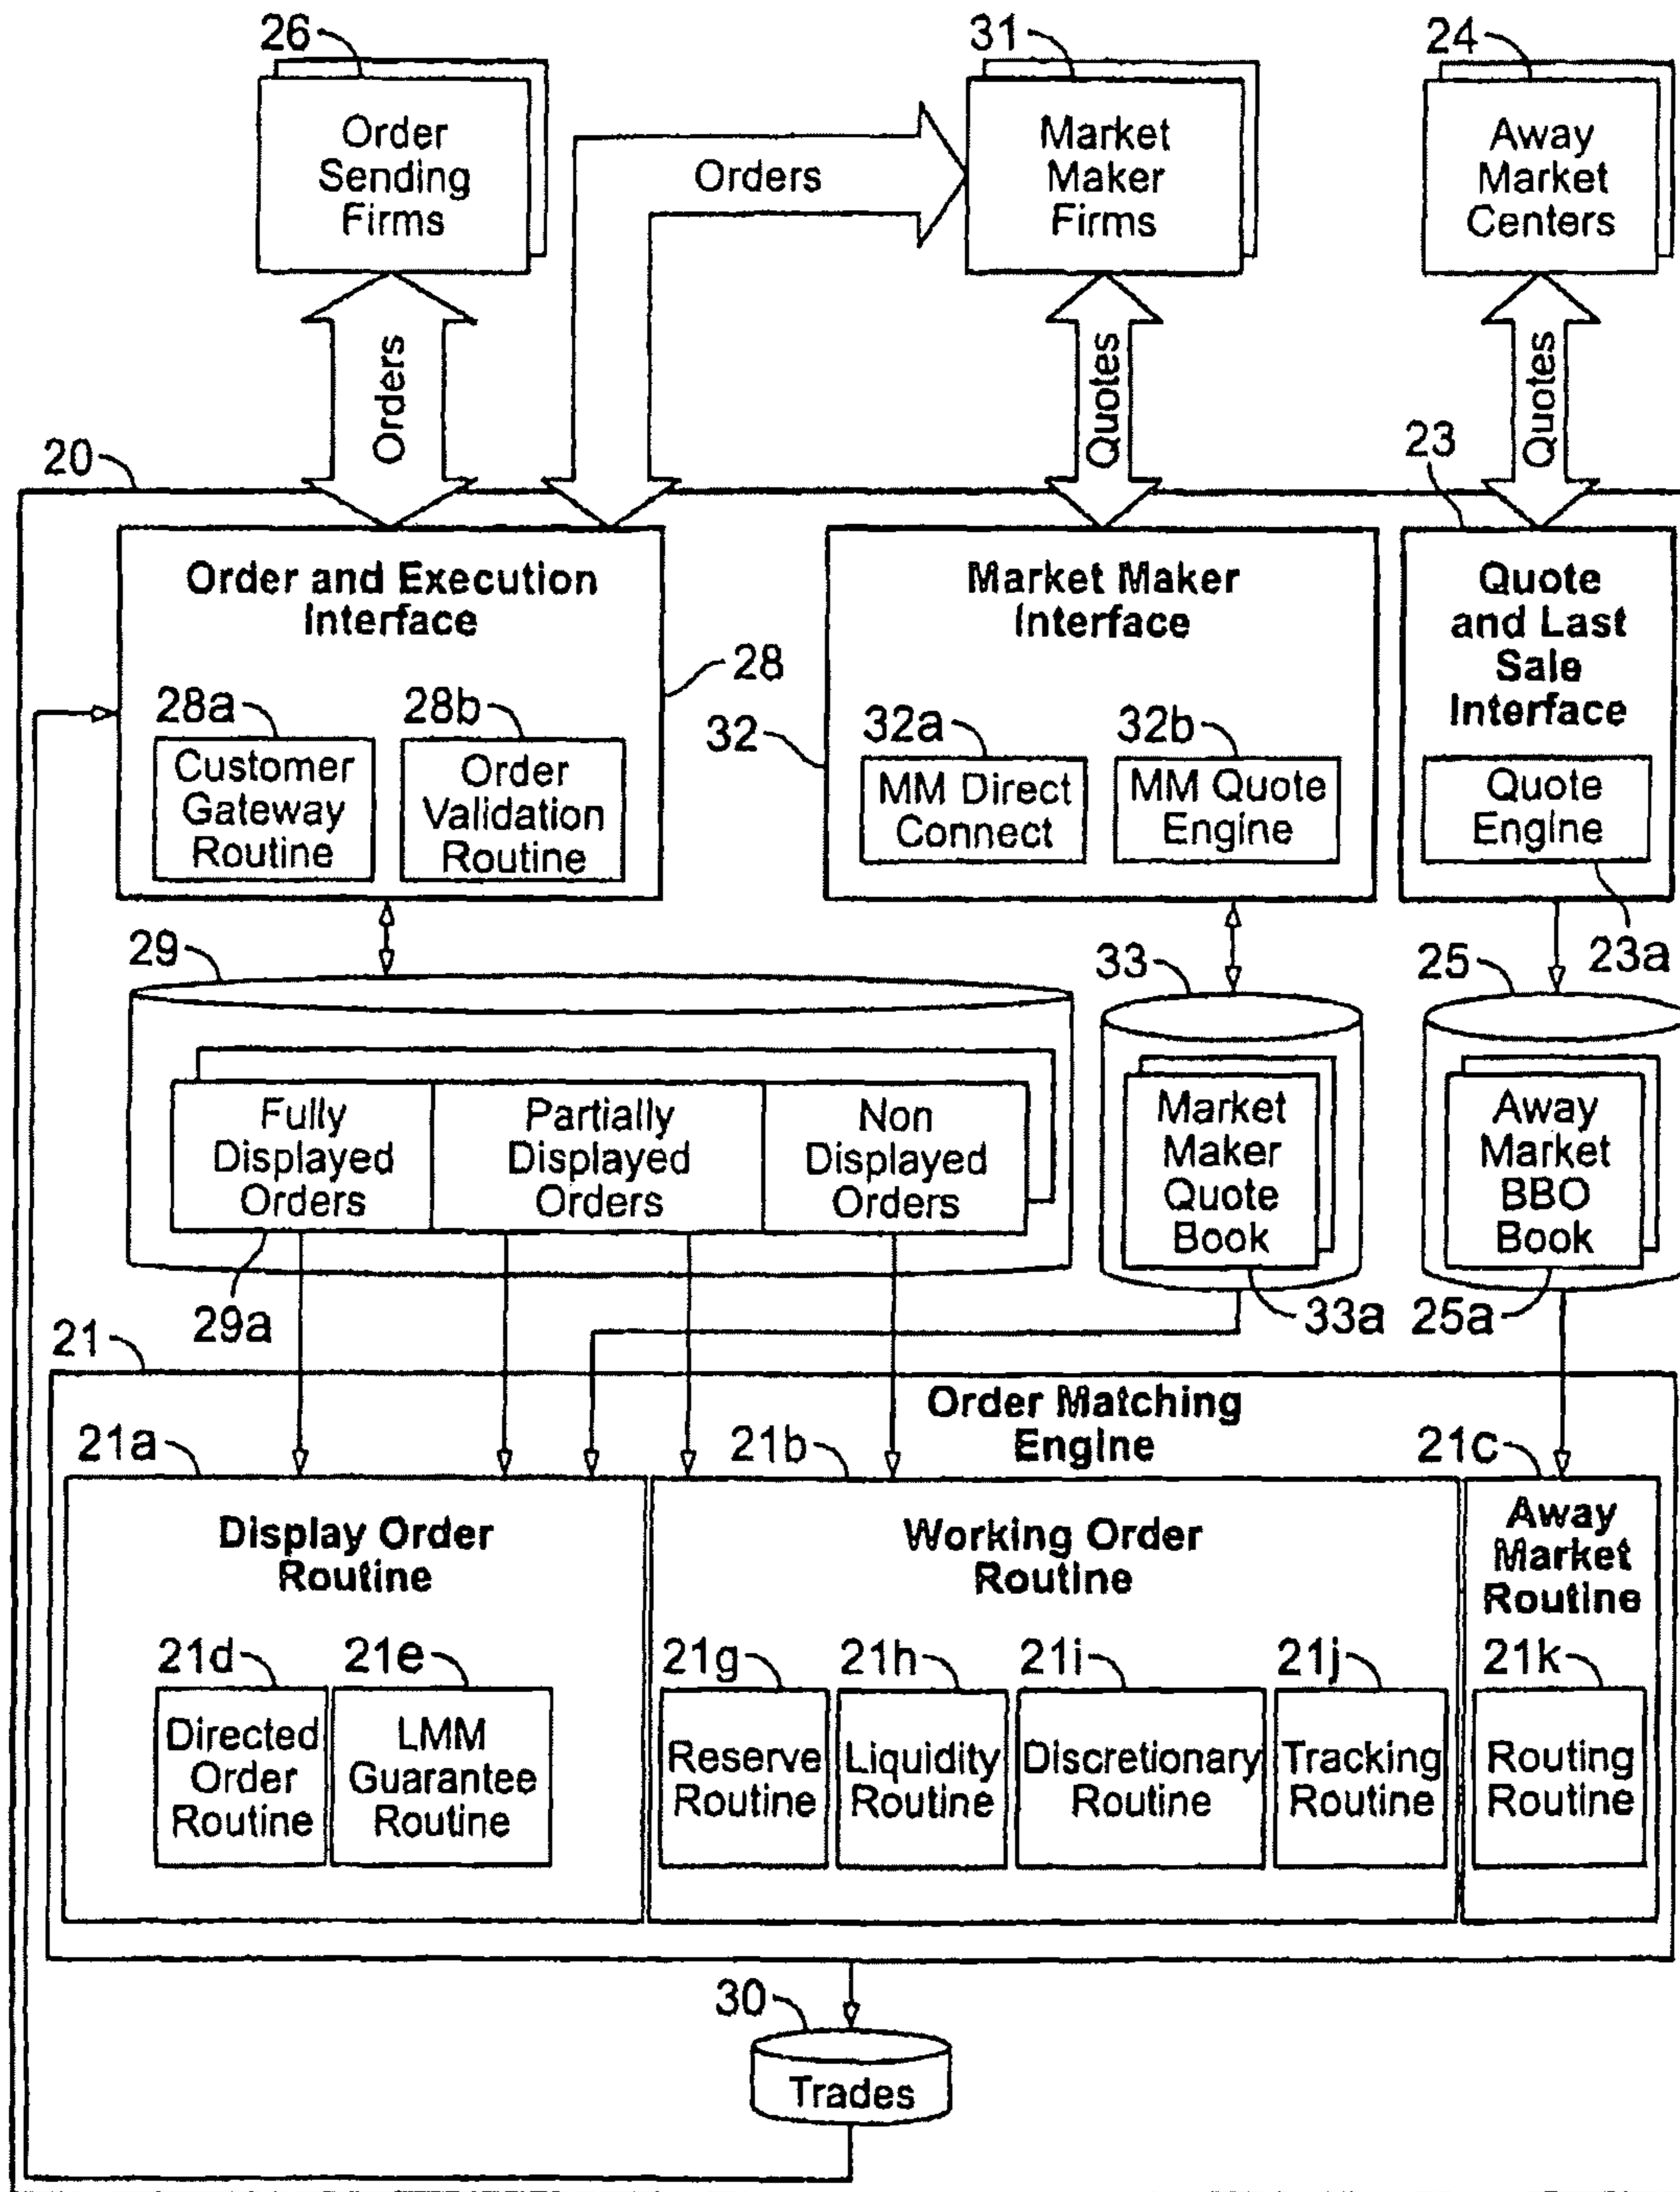 26
31
24
Order
Sending
Firms
Orders
Market
Maker
Firms
Away
Market
Centers
Orders
Quotes
Quotes
20
23
Order and Execution
Interface
28
28a
28b
Customer
Gateway
Routine
Order
Validation
Routine
Market Maker
Interface
32
32a
32b
MM Direct
Connect
MM Quote
Engine
Quote
and Last
Sale
Interface
Quote
Engine
23a
29
33
25
Fully
Displayed
Orders
Partially
Displayed
Orders
Non
Displayed
Orders
29a
Market
Maker
Quote
Book
33a
Away
Market
BBO
Book
25a
21
Order Matching
Engine
21a
21b
21c
Display Order
Routine
21d
21e
Directed
Order
Routine
LMM
Guarantee
Routine
Working Order
Routine
21g
21h
21i
21j
Reserve
Routine
Liquidity
Routine
Discretionary
Routine
Tracking
Routine
Away
Market
Routine
21k
Routing
Routine
30
Trades